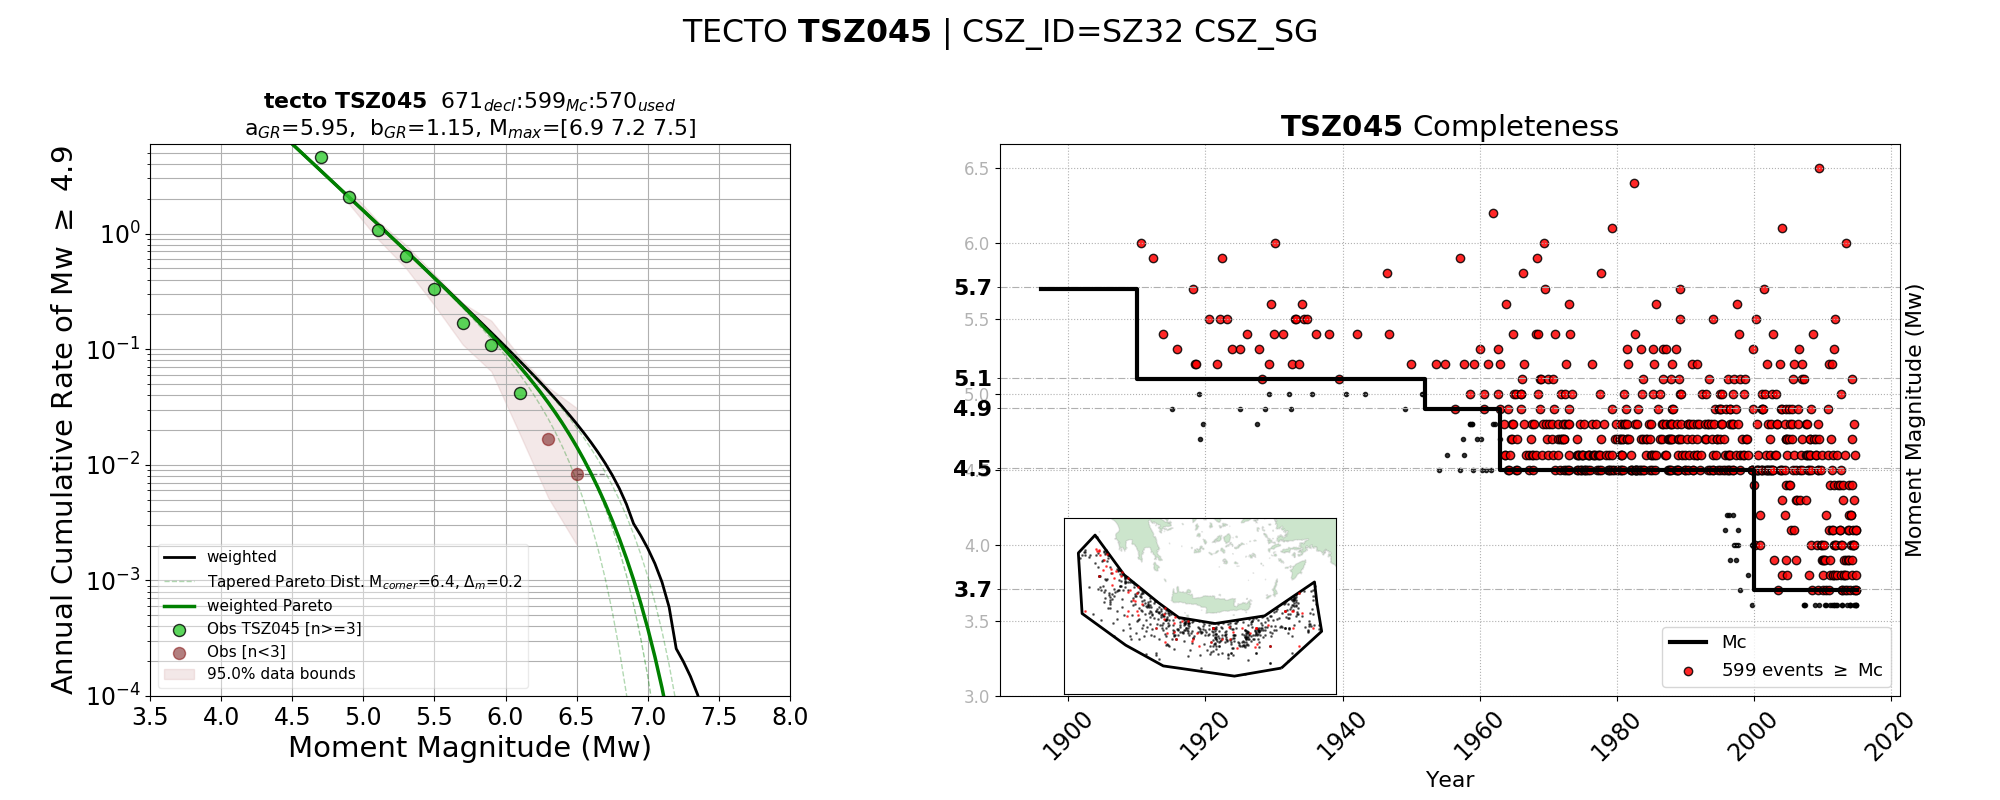 TECTO TSZ045 | CSZ_ID=SZ32 CSZ_SG
tecto TSZ045 671decl:599Mc:570used
aGR=5.95, bGR=1.15, Mmax=[6.9 7.2 7.5]
Annual Cumulative Rate of Mw ≥ 4.9
10^0
10^-1
10^-2
10^-3
10^-4
weighted
Tapered Pareto Dist. Mcorner=6.4, Δm=0.2
weighted Pareto
Obs TSZ045 [n>=3]
Obs [n<3]
95.0% data bounds
3.5 4.0 4.5 5.0 5.5 6.0 6.5 7.0 7.5 8.0
Moment Magnitude (Mw)
TSZ045 Completeness
6.5
6.0
5.7
5.5
5.1
5.0
4.9
4.5
4.0
3.7
3.5
3.0
Moment Magnitude (Mw)
Mc
599 events ≥ Mc
1900 1920 1940 1960 1980 2000 2020
Year